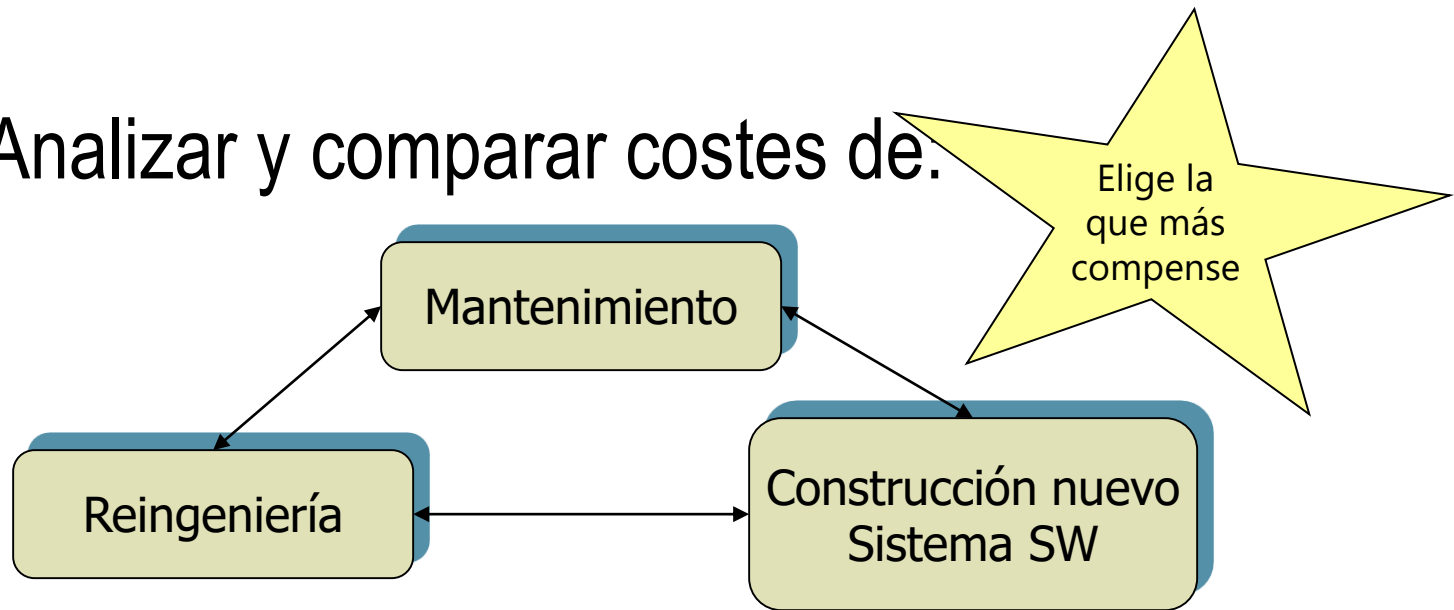 Analizar y comparar costes de:
Elige la
que más
compense
Mantenimiento
Reingeniería
Construcción nuevo
Sistema SW